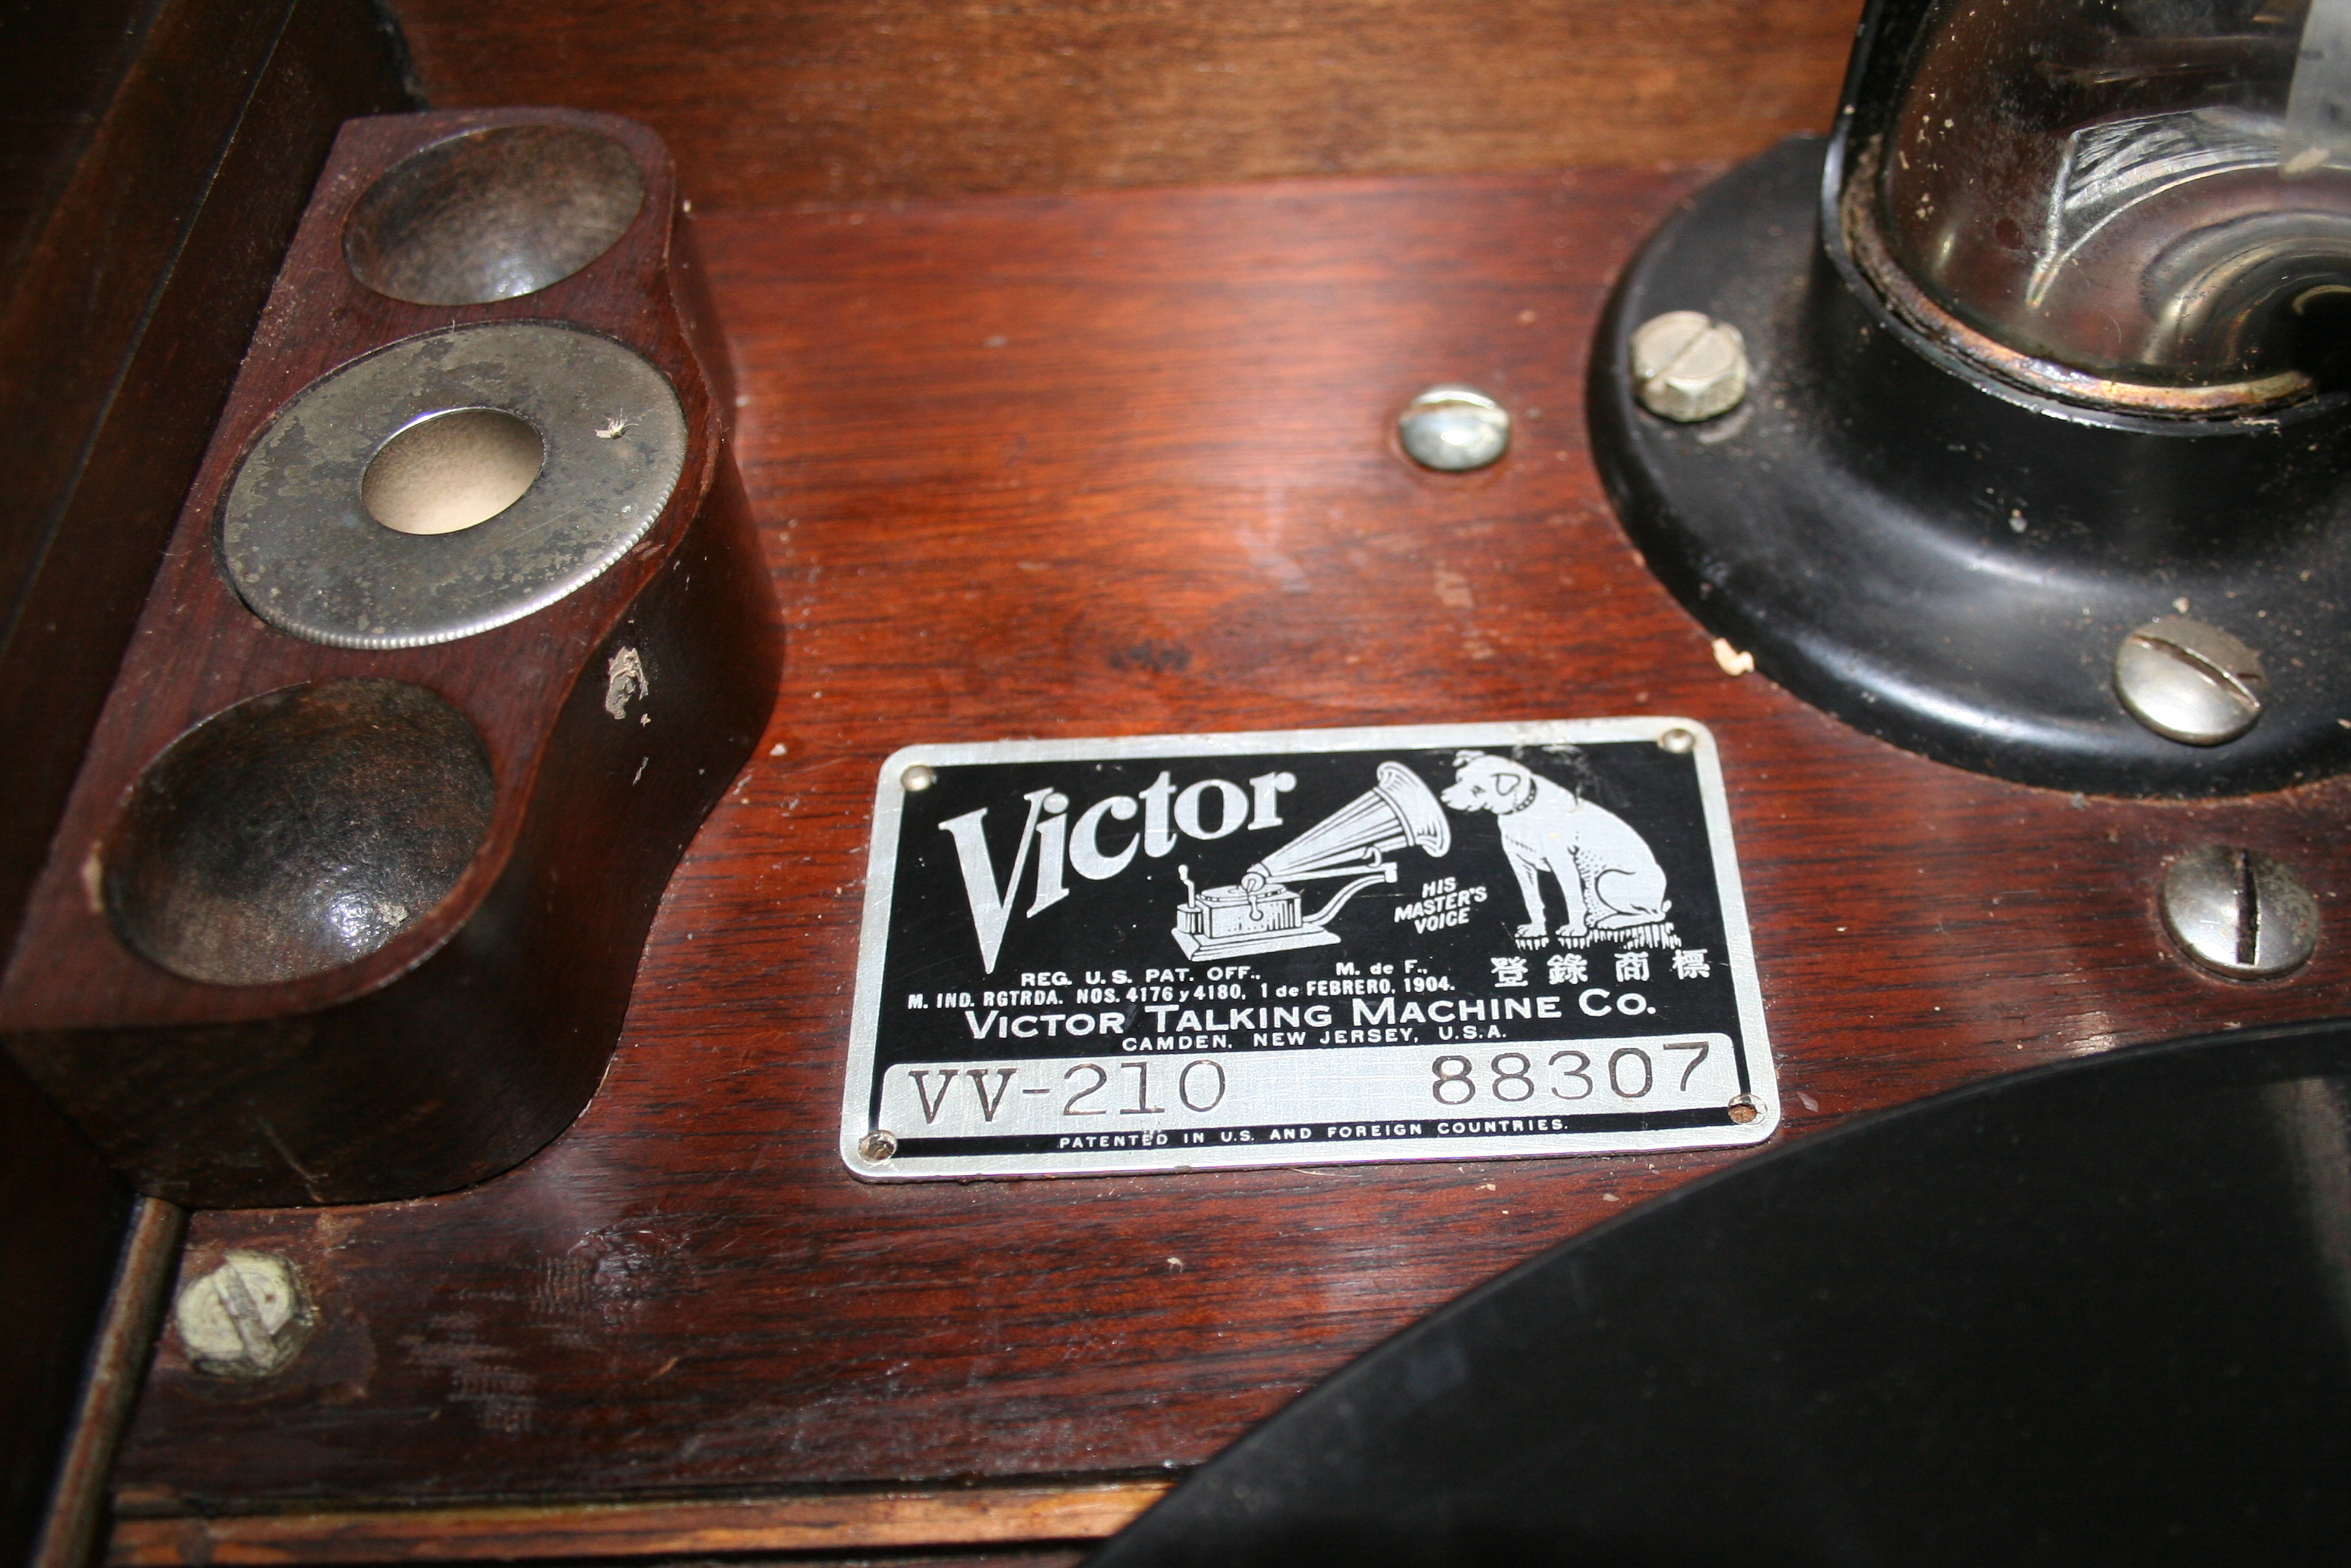 Victor
HIS
MASTER'S
VOICE
REG. U.S. PAT. OFF., M. de F.,
登錄商標
M. IND. RGTRDA. NOS. 4176 y 4180, 1 de FEBRERO, 1904.
VICTOR TALKING MACHINE CO.
CAMDEN, NEW JERSEY, U.S.A.
VV-210 88307
PATENTED IN U.S. AND FOREIGN COUNTRIES.